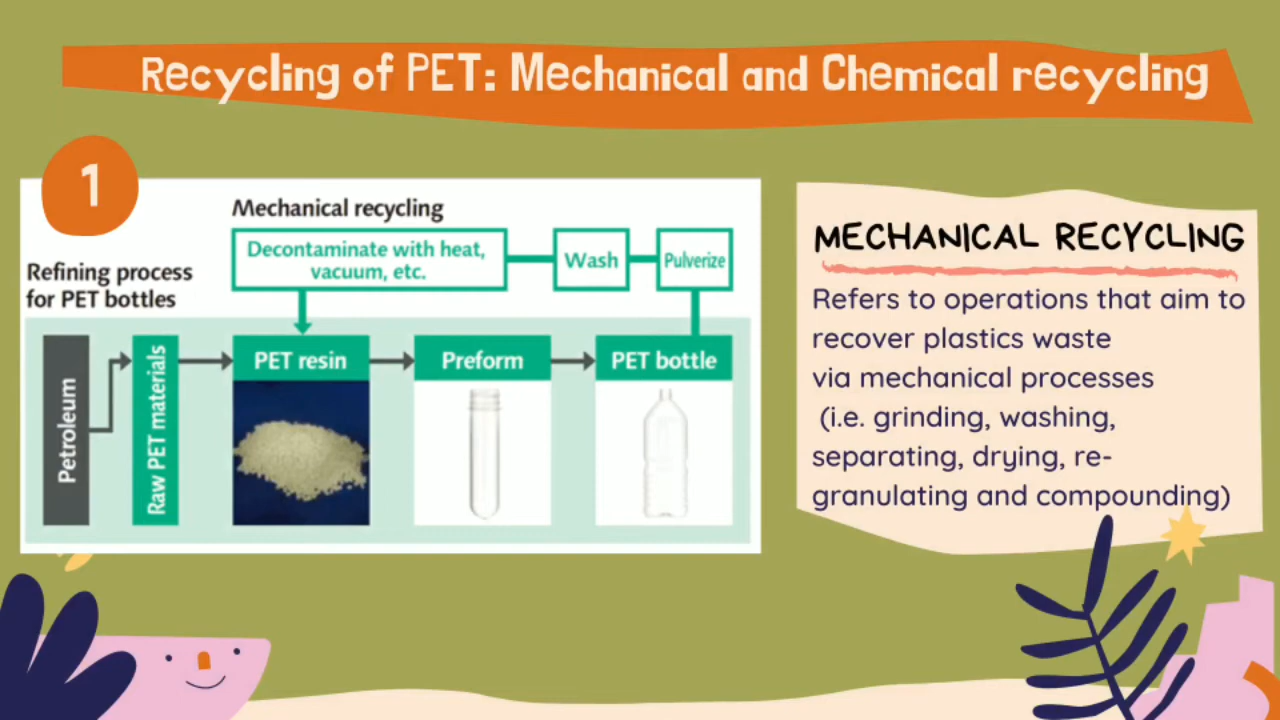 Recycling of PET: Mechanical and Chemical recycling
1
Mechanical recycling
Decontaminate with heat,
vacuum, etc.
Wash
Pulverize
Refining process
for PET bottles
Petroleum
Raw PET materials
PET resin
Preform
PET bottle
MECHANICAL RECYCLING
Refers to operations that aim to
recover plastics waste
via mechanical processes
(i.e. grinding, washing,
separating, drying, re-
granulating and compounding)